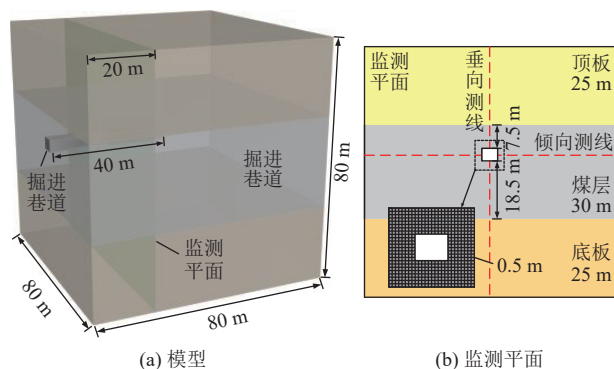 20 m
40 m
掘进
巷道
掘进
巷道
监测
平面
80 m
80 m
80 m
(a) 模型
监测
平面
垂向测线
顶板
25 m
7.5 m
倾向测线
18.5 m
煤层
30 m
0.5 m
底板
25 m
(b) 监测平面